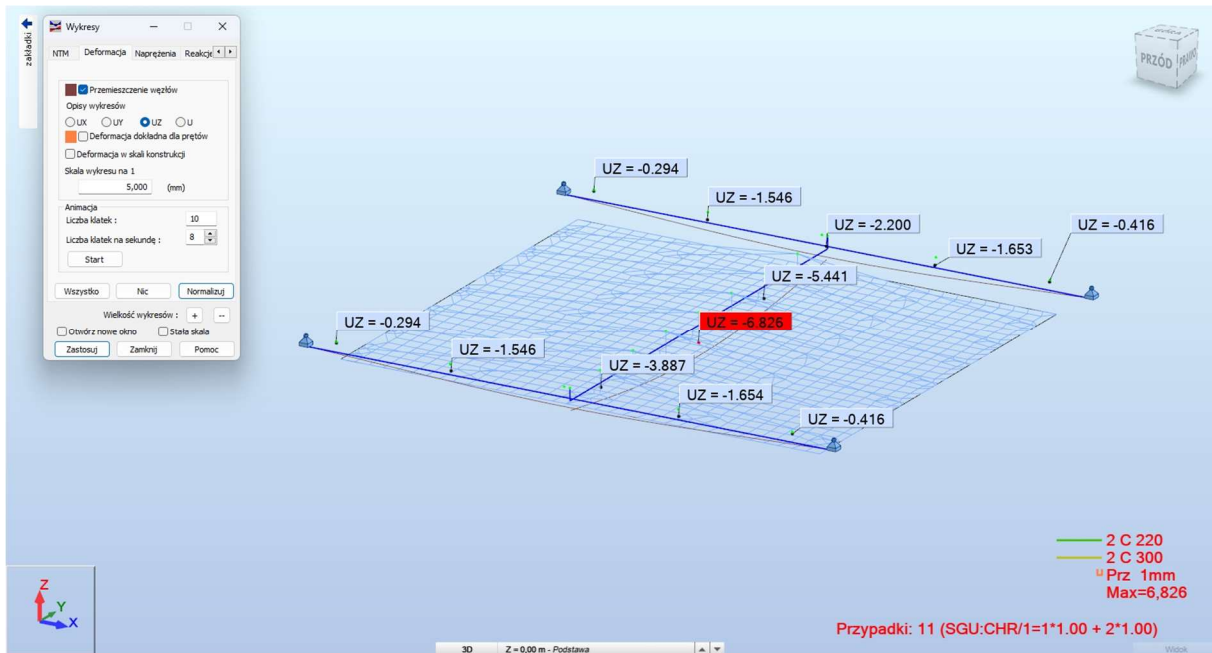 zakładki
Wykresy
NTM Deformacja Naprężenia Reakcje
Przemieszczenie węzłów
Opisy wykresów
UX UY UZ U
Deformacja dokładna dla prętów
Deformacja w skali konstrukcji
Skala wykresu na 1
5,000 (mm)
Animacja
Liczba klatek : 10
Liczba klatek na sekundę : 8
Start
Wszystko Nic Normalizuj
Wielkość wykresów : + --
Otwórz nowe okno Stała skala
Zastosuj Zamknij Pomoc
PRZÓD PRAWO
UZ = -0.294
UZ = -1.546
UZ = -2.200
UZ = -0.416
UZ = -1.653
UZ = -5.441
UZ = -0.294
UZ = -6.826
UZ = -1.546
UZ = -3.887
UZ = -1.654
UZ = -0.416
2 C 220
2 C 300
Prz 1mm
Max=6,826
Przypadki: 11 (SGU:CHR/1=1*1.00 + 2*1.00)
Z
Y
X
3D Z = 0,00 m - Podstawa
Widok